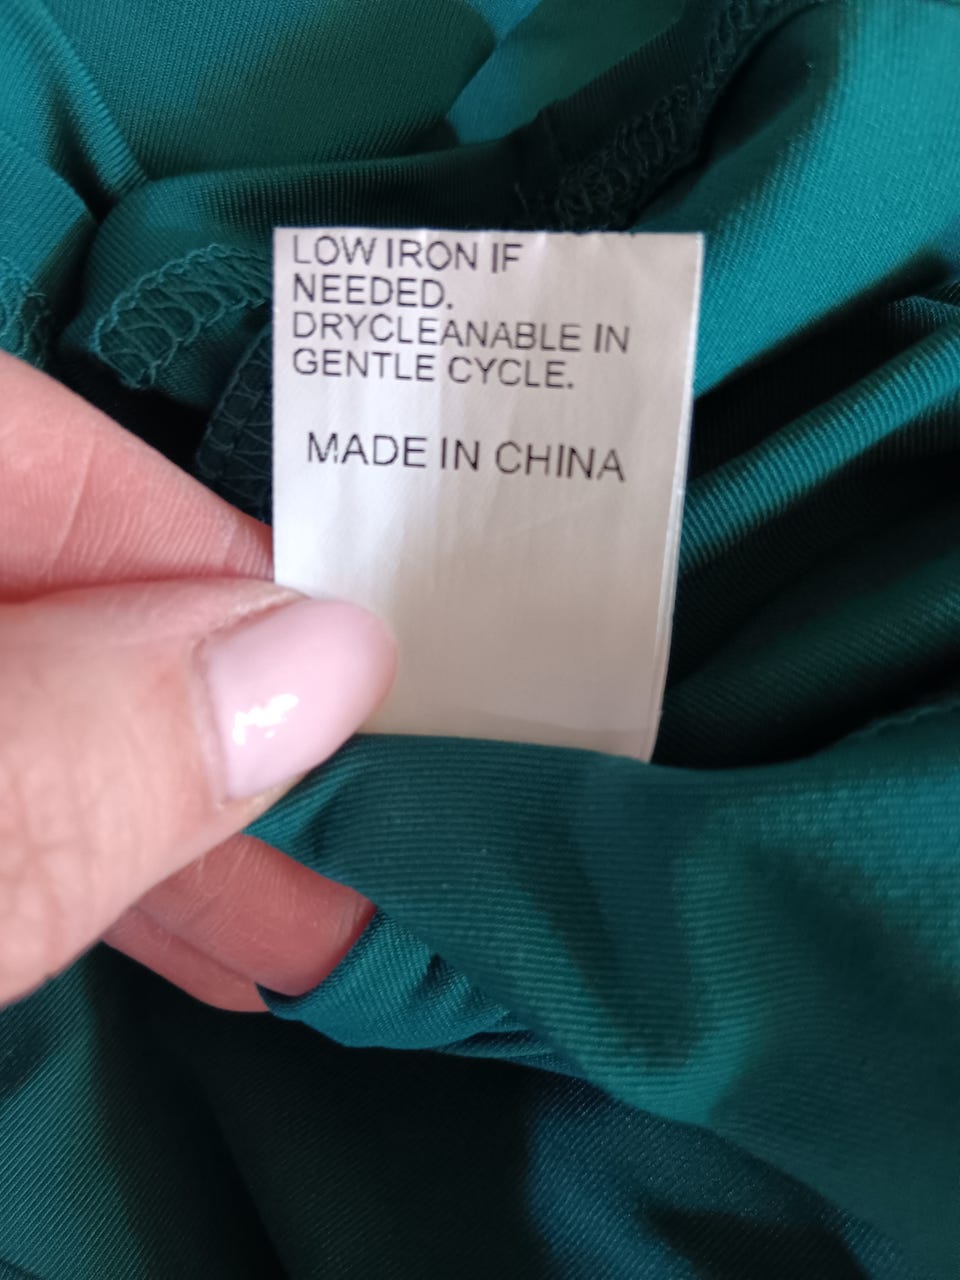 LOW IRON IF
NEEDED.
DRYCLEANABLE IN
GENTLE CYCLE.
MADE IN CHINA